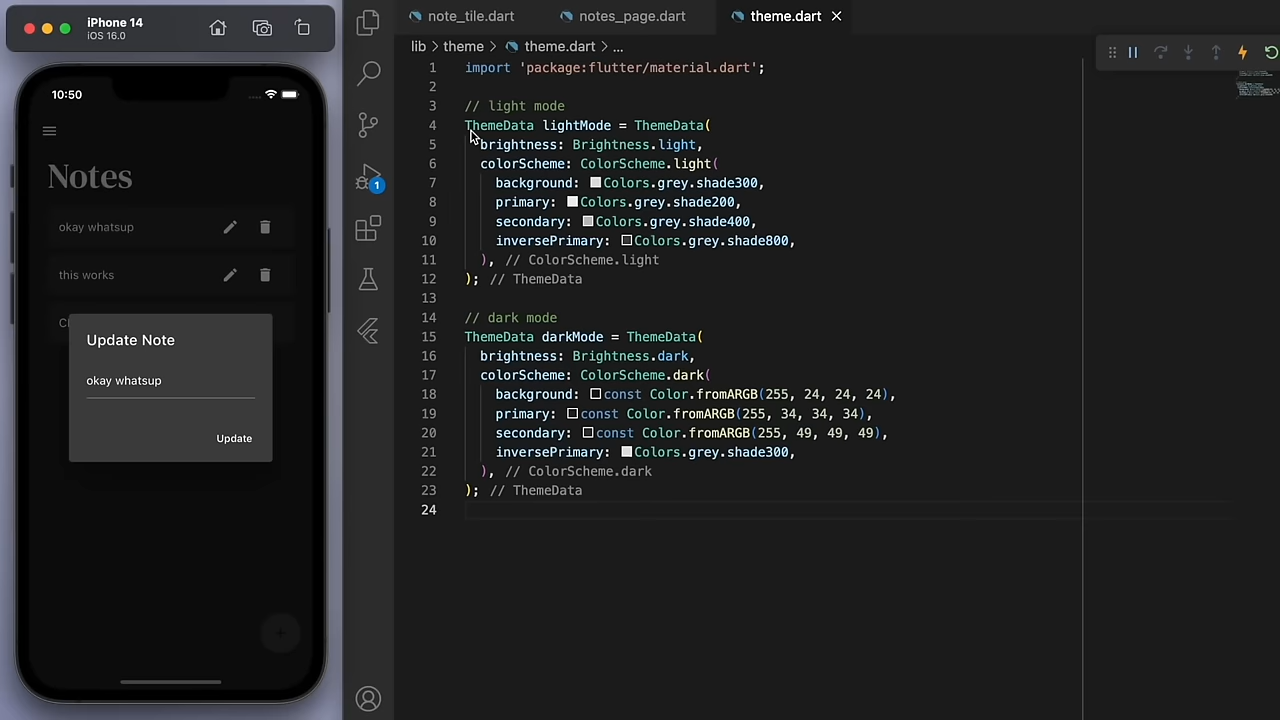 iPhone 14
iOS 16.0
10:50
Notes
okay whatsup
this works
Update Note
okay whatsup
Update
1
note_tile.dart
notes_page.dart
theme.dart
lib > theme > theme.dart > ...
1 import 'package:flutter/material.dart';
2
3 // light mode
4 ThemeData lightMode = ThemeData(
5 brightness: Brightness.light,
6 colorScheme: ColorScheme.light(
7 background: Colors.grey.shade300,
8 primary: Colors.grey.shade200,
9 secondary: Colors.grey.shade400,
10 inversePrimary: Colors.grey.shade800,
11 ), // ColorScheme.light
12 ); // ThemeData
13
14 // dark mode
15 ThemeData darkMode = ThemeData(
16 brightness: Brightness.dark,
17 colorScheme: ColorScheme.dark(
18 background: const Color.fromARGB(255, 24, 24, 24),
19 primary: const Color.fromARGB(255, 34, 34, 34),
20 secondary: const Color.fromARGB(255, 49, 49, 49),
21 inversePrimary: Colors.grey.shade300,
22 ), // ColorScheme.dark
23 ); // ThemeData
24